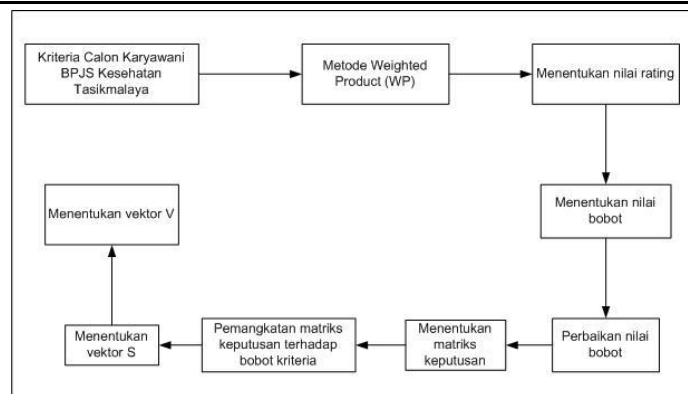 Kriteria Calon Karyawani
BPJS Kesehatan
Tasikmalaya
Metode Weighted
Product (WP)
Menentukan nilai rating
Menentukan nilai
bobot
Perbaikan nilai
bobot
Menentukan
matriks
keputusan
Pemangkatan matriks
keputusan terhadap
bobot kriteria
Menentukan
vektor S
Menentukan vektor V